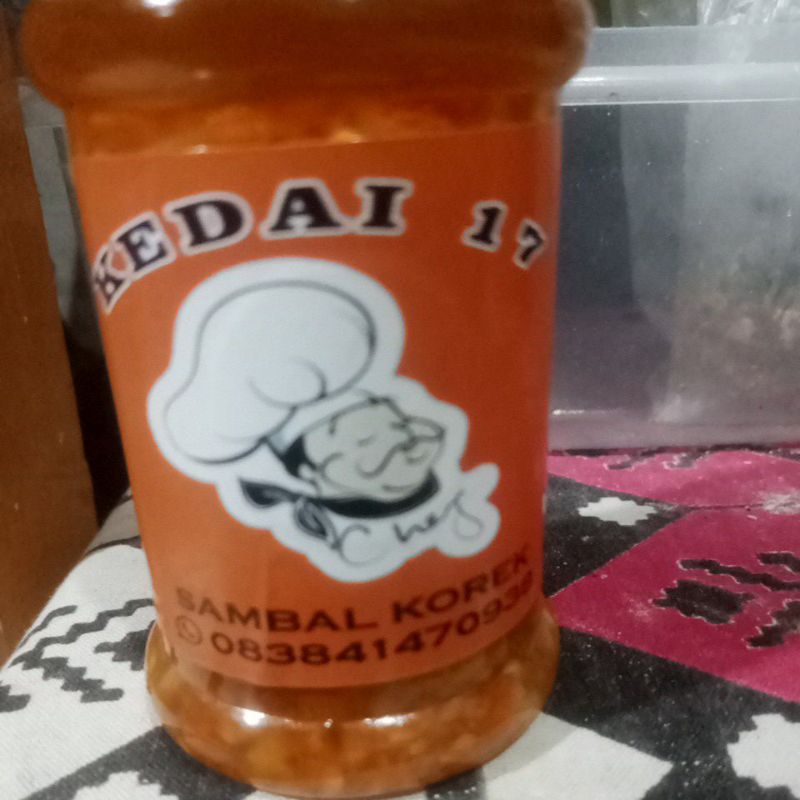 KEDAI 17
Chef
SAMBAL KOREK
083841470938